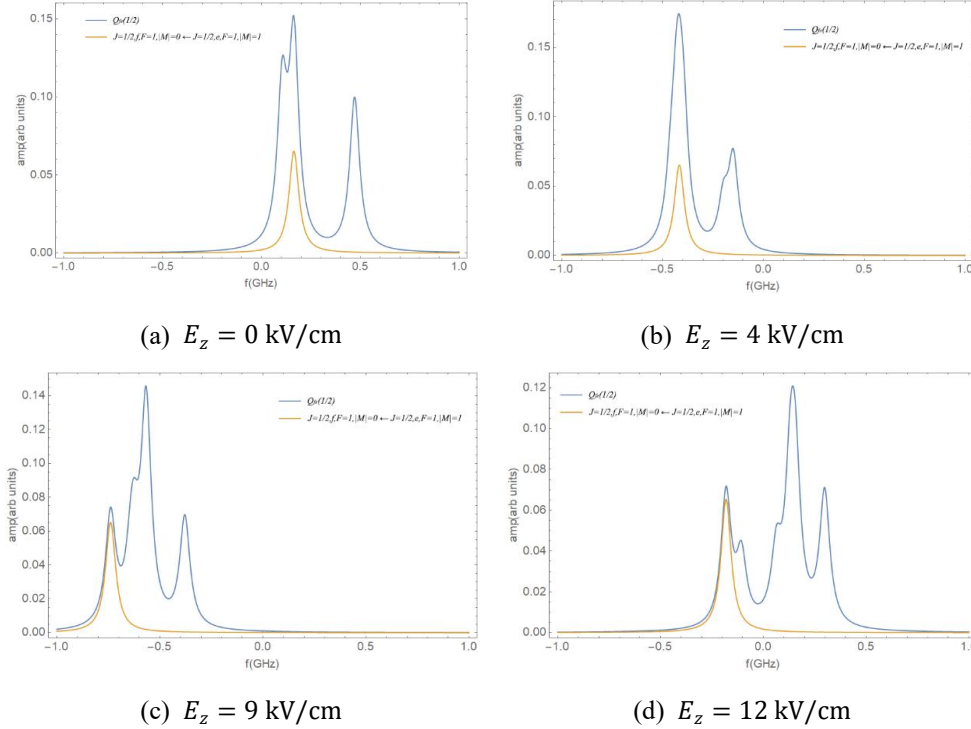 0.15
0.10
0.05
0.00
amp(arb units)
Qfe(1/2)
J=1/2,f,F=1,|M|=0 ← J=1/2,e,F=1,|M|=1
-1.0 -0.5 0.0 0.5 1.0
f(GHz)
(a) E_z = 0 kV/cm
0.15
0.10
0.05
0.00
amp(arb units)
Qfe(1/2)
J=1/2,f,F=1,|M|=0 ← J=1/2,e,F=1,|M|=1
-1.0 -0.5 0.0 0.5 1.0
f(GHz)
(b) E_z = 4 kV/cm
0.14
0.12
0.10
0.08
0.06
0.04
0.02
0.00
amp(arb units)
Qfe(1/2)
J=1/2,f,F=1,|M|=0 ← J=1/2,e,F=1,|M|=1
-1.0 -0.5 0.0 0.5 1.0
f(GHz)
(c) E_z = 9 kV/cm
0.12
0.10
0.08
0.06
0.04
0.02
0.00
amp(arb units)
Qfe(1/2)
J=1/2,f,F=1,|M|=0 ← J=1/2,e,F=1,|M|=1
-1.0 -0.5 0.0 0.5 1.0
f(GHz)
(d) E_z = 12 kV/cm